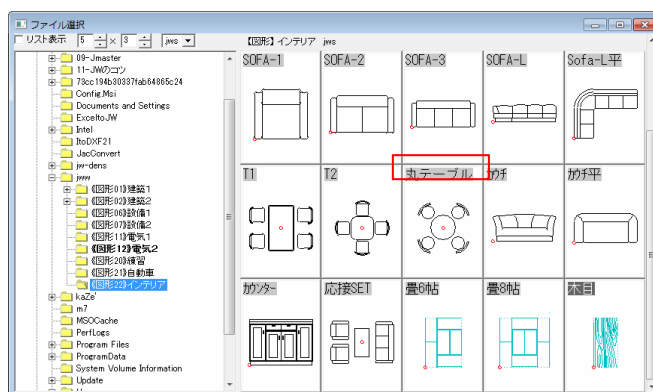 ファイル選択
リスト表示 5 × 3 jws 【図形】インテリア jws
09-Jmaster
11-JWのコツ
73cc194b30337fab64865c24
Config.Msi
Documents and Settings
ExceltoJW
Intel
ItoDXF21
JacConvert
jw-dens
jww
《図形01》建築1
《図形02》建築2
《図形06》設備1
《図形07》設備2
《図形11》電気1
《図形12》電気2
《図形20》練習
《図形21》自動車
《図形22》インテリア
kaZe'
m7
MSOCache
PerfLogs
Program Files
ProgramData
System Volume Information
Update
SOFA-1 SOFA-2 SOFA-3 SOFA-L Sofa-L平
T1 T2 丸テーブル カウチ カウチ平
カウンター 応接SET 畳6帖 畳8帖 木目